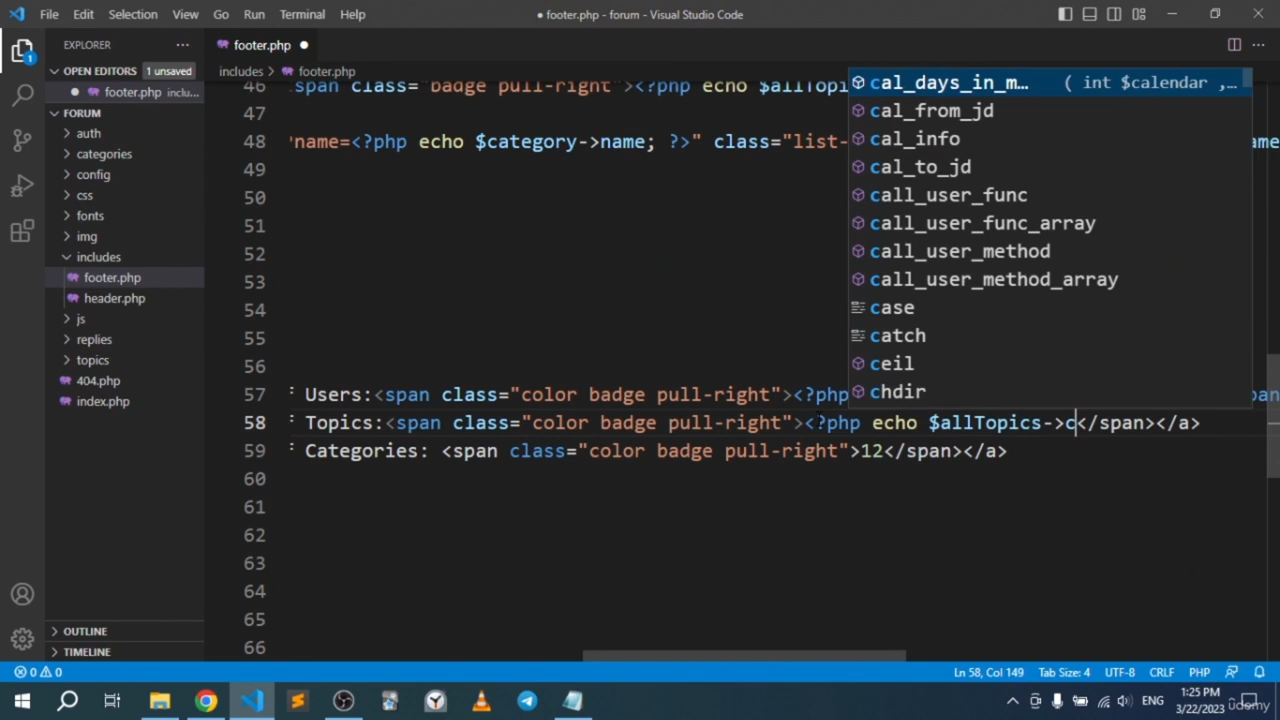 File Edit Selection View Go Run Terminal Help
● footer.php - forum - Visual Studio Code
EXPLORER
OPEN EDITORS 1 unsaved
footer.php inclu...
FORUM
auth
categories
config
css
fonts
img
includes
footer.php
header.php
js
replies
topics
404.php
index.php
OUTLINE
TIMELINE
footer.php
includes > footer.php
46 span class="badge pull-right"><?php echo $allTopi
47
48 'name=<?php echo $category->name; ?>" class="list- ame
49
50
51
52
53
54
55
56
57 Users:<span class="color badge pull-right"><?php pan
58 Topics:<span class="color badge pull-right"><?php echo $allTopics->c</span></a>
59 Categories: <span class="color badge pull-right">12</span></a>
60
61
62
63
64
65
66
cal_days_in_m... ( int $calendar ,...
cal_from_jd
cal_info
cal_to_jd
call_user_func
call_user_func_array
call_user_method
call_user_method_array
case
catch
ceil
chdir
1
0 0
Ln 58, Col 149 Tab Size: 4 UTF-8 CRLF PHP
ENG
1:25 PM
3/22/2023
udemy